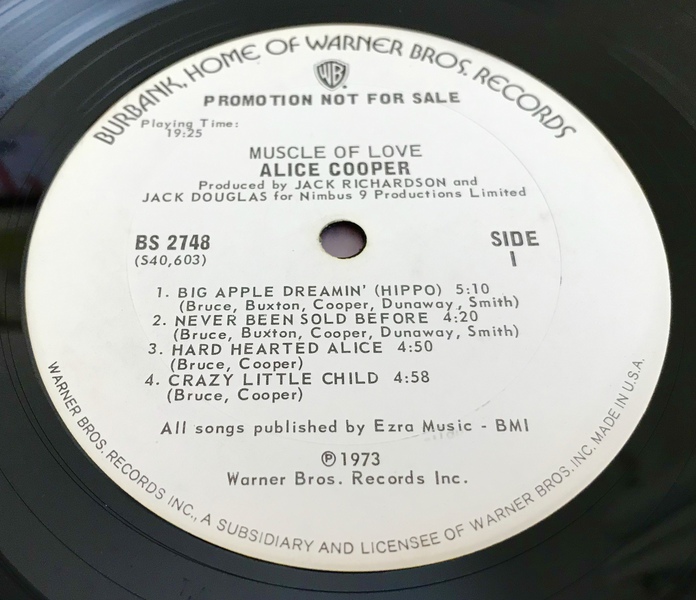 BURBANK, HOME OF WARNER BROS. RECORDS
WB
PROMOTION NOT FOR SALE
Playing Time:
19:25
MUSCLE OF LOVE
ALICE COOPER
Produced by JACK RICHARDSON and
JACK DOUGLAS for Nimbus 9 Productions Limited
BS 2748
(S40,603)
SIDE
1
1. BIG APPLE DREAMIN' (HIPPO) 5:10
(Bruce, Buxton, Cooper, Dunaway, Smith)
2. NEVER BEEN SOLD BEFORE 4:20
(Bruce, Buxton, Cooper, Dunaway, Smith)
3. HARD HEARTED ALICE 4:50
(Bruce, Cooper)
4. CRAZY LITTLE CHILD 4:58
(Bruce, Cooper)
All songs published by Ezra Music - BMI
℗ 1973
Warner Bros. Records Inc.
WARNER BROS. RECORDS INC., A SUBSIDIARY AND LICENSEE OF WARNER BROS. INC. MADE IN U.S.A.